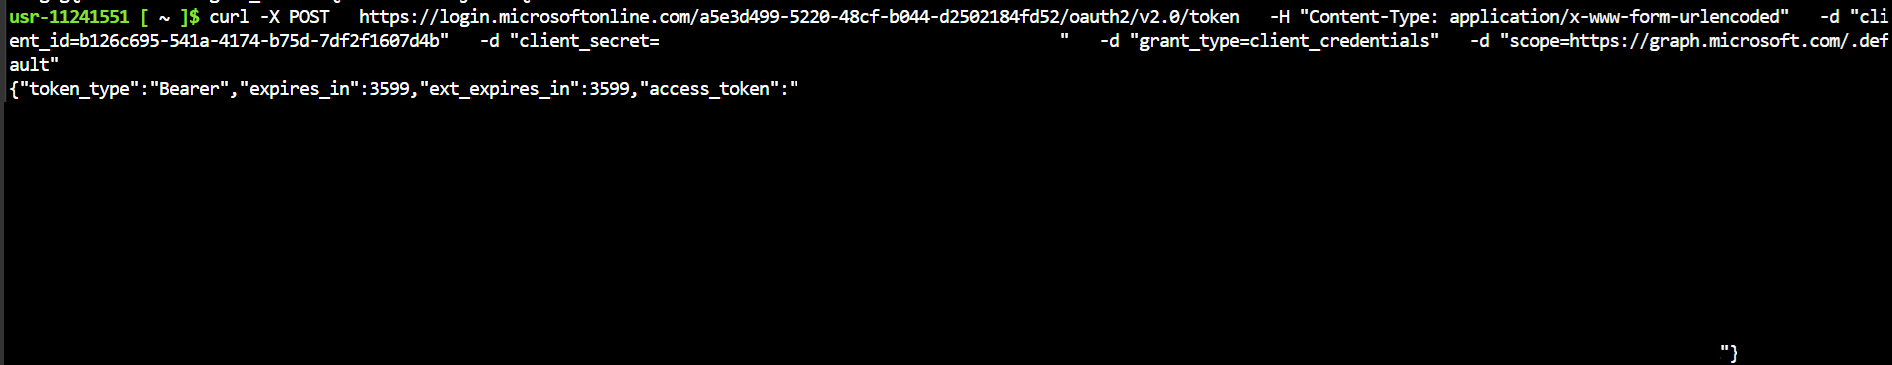 usr-11241551 [ ~ ]$ curl -X POST   https://login.microsoftonline.com/a5e3d499-5220-48cf-b044-d2502184fd52/oauth2/v2.0/token   -H "Content-Type: application/x-www-form-urlencoded"   -d "cli
ent_id=b126c695-541a-4174-b75d-7df2f1607d4b"   -d "client_secret=                                        "   -d "grant_type=client_credentials"   -d "scope=https://graph.microsoft.com/.def
ault"
{"token_type":"Bearer","expires_in":3599,"ext_expires_in":3599,"access_token":"
"}